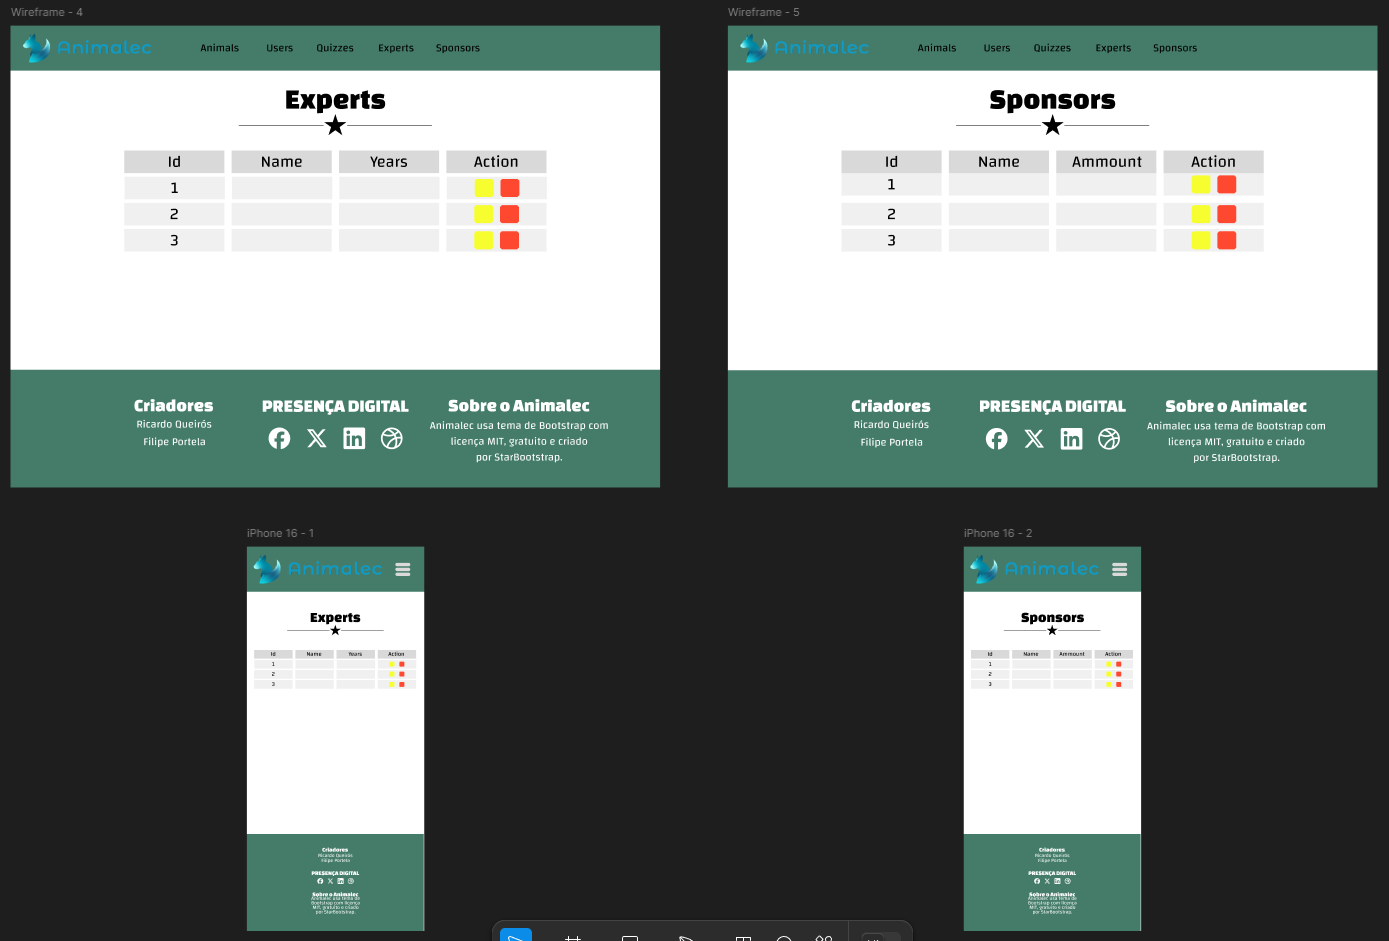 Wireframe - 4
Animalec
Animals Users Quizzes Experts Sponsors
Experts
Id Name Years Action
1
2
3
Criadores
Ricardo Queirós
Filipe Portela
PRESENÇA DIGITAL
Sobre o Animalec
Animalec usa tema de Bootstrap com
licença MIT, gratuito e criado
por StarBootstrap.
Wireframe - 5
Animalec
Animals Users Quizzes Experts Sponsors
Sponsors
Id Name Ammount Action
1
2
3
Criadores
Ricardo Queirós
Filipe Portela
PRESENÇA DIGITAL
Sobre o Animalec
Animalec usa tema de Bootstrap com
licença MIT, gratuito e criado
por StarBootstrap.
iPhone 16 - 1
Animalec
Experts
Id Name Years Action
1
2
3
Criadores
Ricardo Queirós
Filipe Portela
PRESENÇA DIGITAL
Sobre o Animalec
Animalec usa tema de
Bootstrap com licença
MIT, gratuito e criado
por StarBootstrap.
iPhone 16 - 2
Animalec
Sponsors
Id Name Ammount Action
1
2
3
Criadores
Ricardo Queirós
Filipe Portela
PRESENÇA DIGITAL
Sobre o Animalec
Animalec usa tema de
Bootstrap com licença
MIT, gratuito e criado
por StarBootstrap.